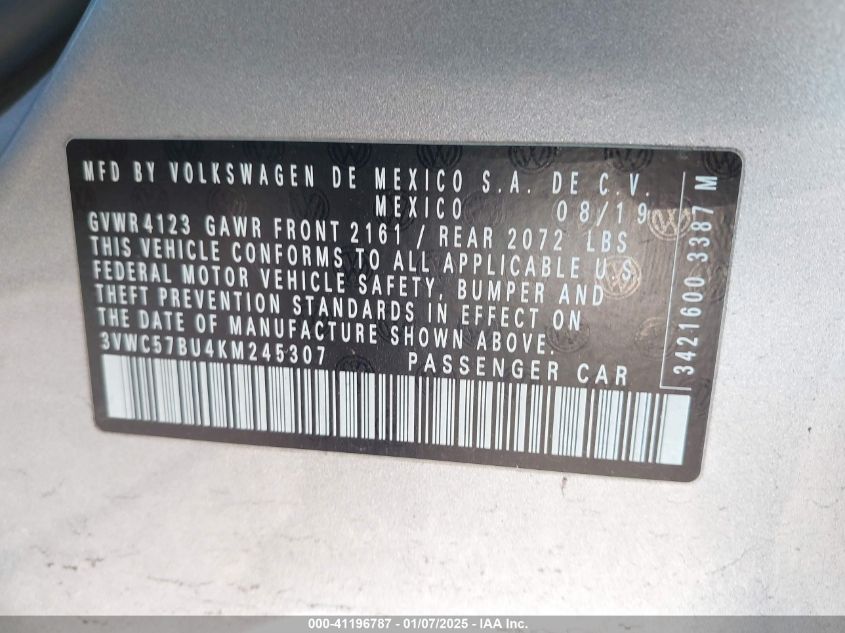 MFD BY VOLKSWAGEN DE MEXICO S.A. DE C.V.
MEXICO 08/19
GVWR 4123 GAWR FRONT 2161 / REAR 2072 LBS
THIS VEHICLE CONFORMS TO ALL APPLICABLE U S
FEDERAL MOTOR VEHICLE SAFETY, BUMPER AND
THEFT PREVENTION STANDARDS IN EFFECT ON
THE DATE OF MANUFACTURE SHOWN ABOVE.
3VWC57BU4KM245307 PASSENGER CAR
3421600 3387 M
000-41196787 - 01/07/2025 - IAA Inc.